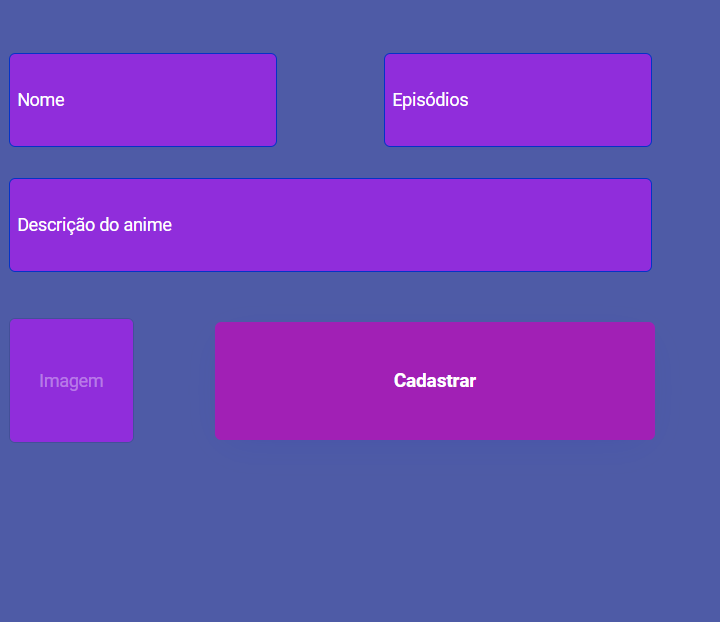 Nome
Episódios
Descrição do anime
Imagem
Cadastrar